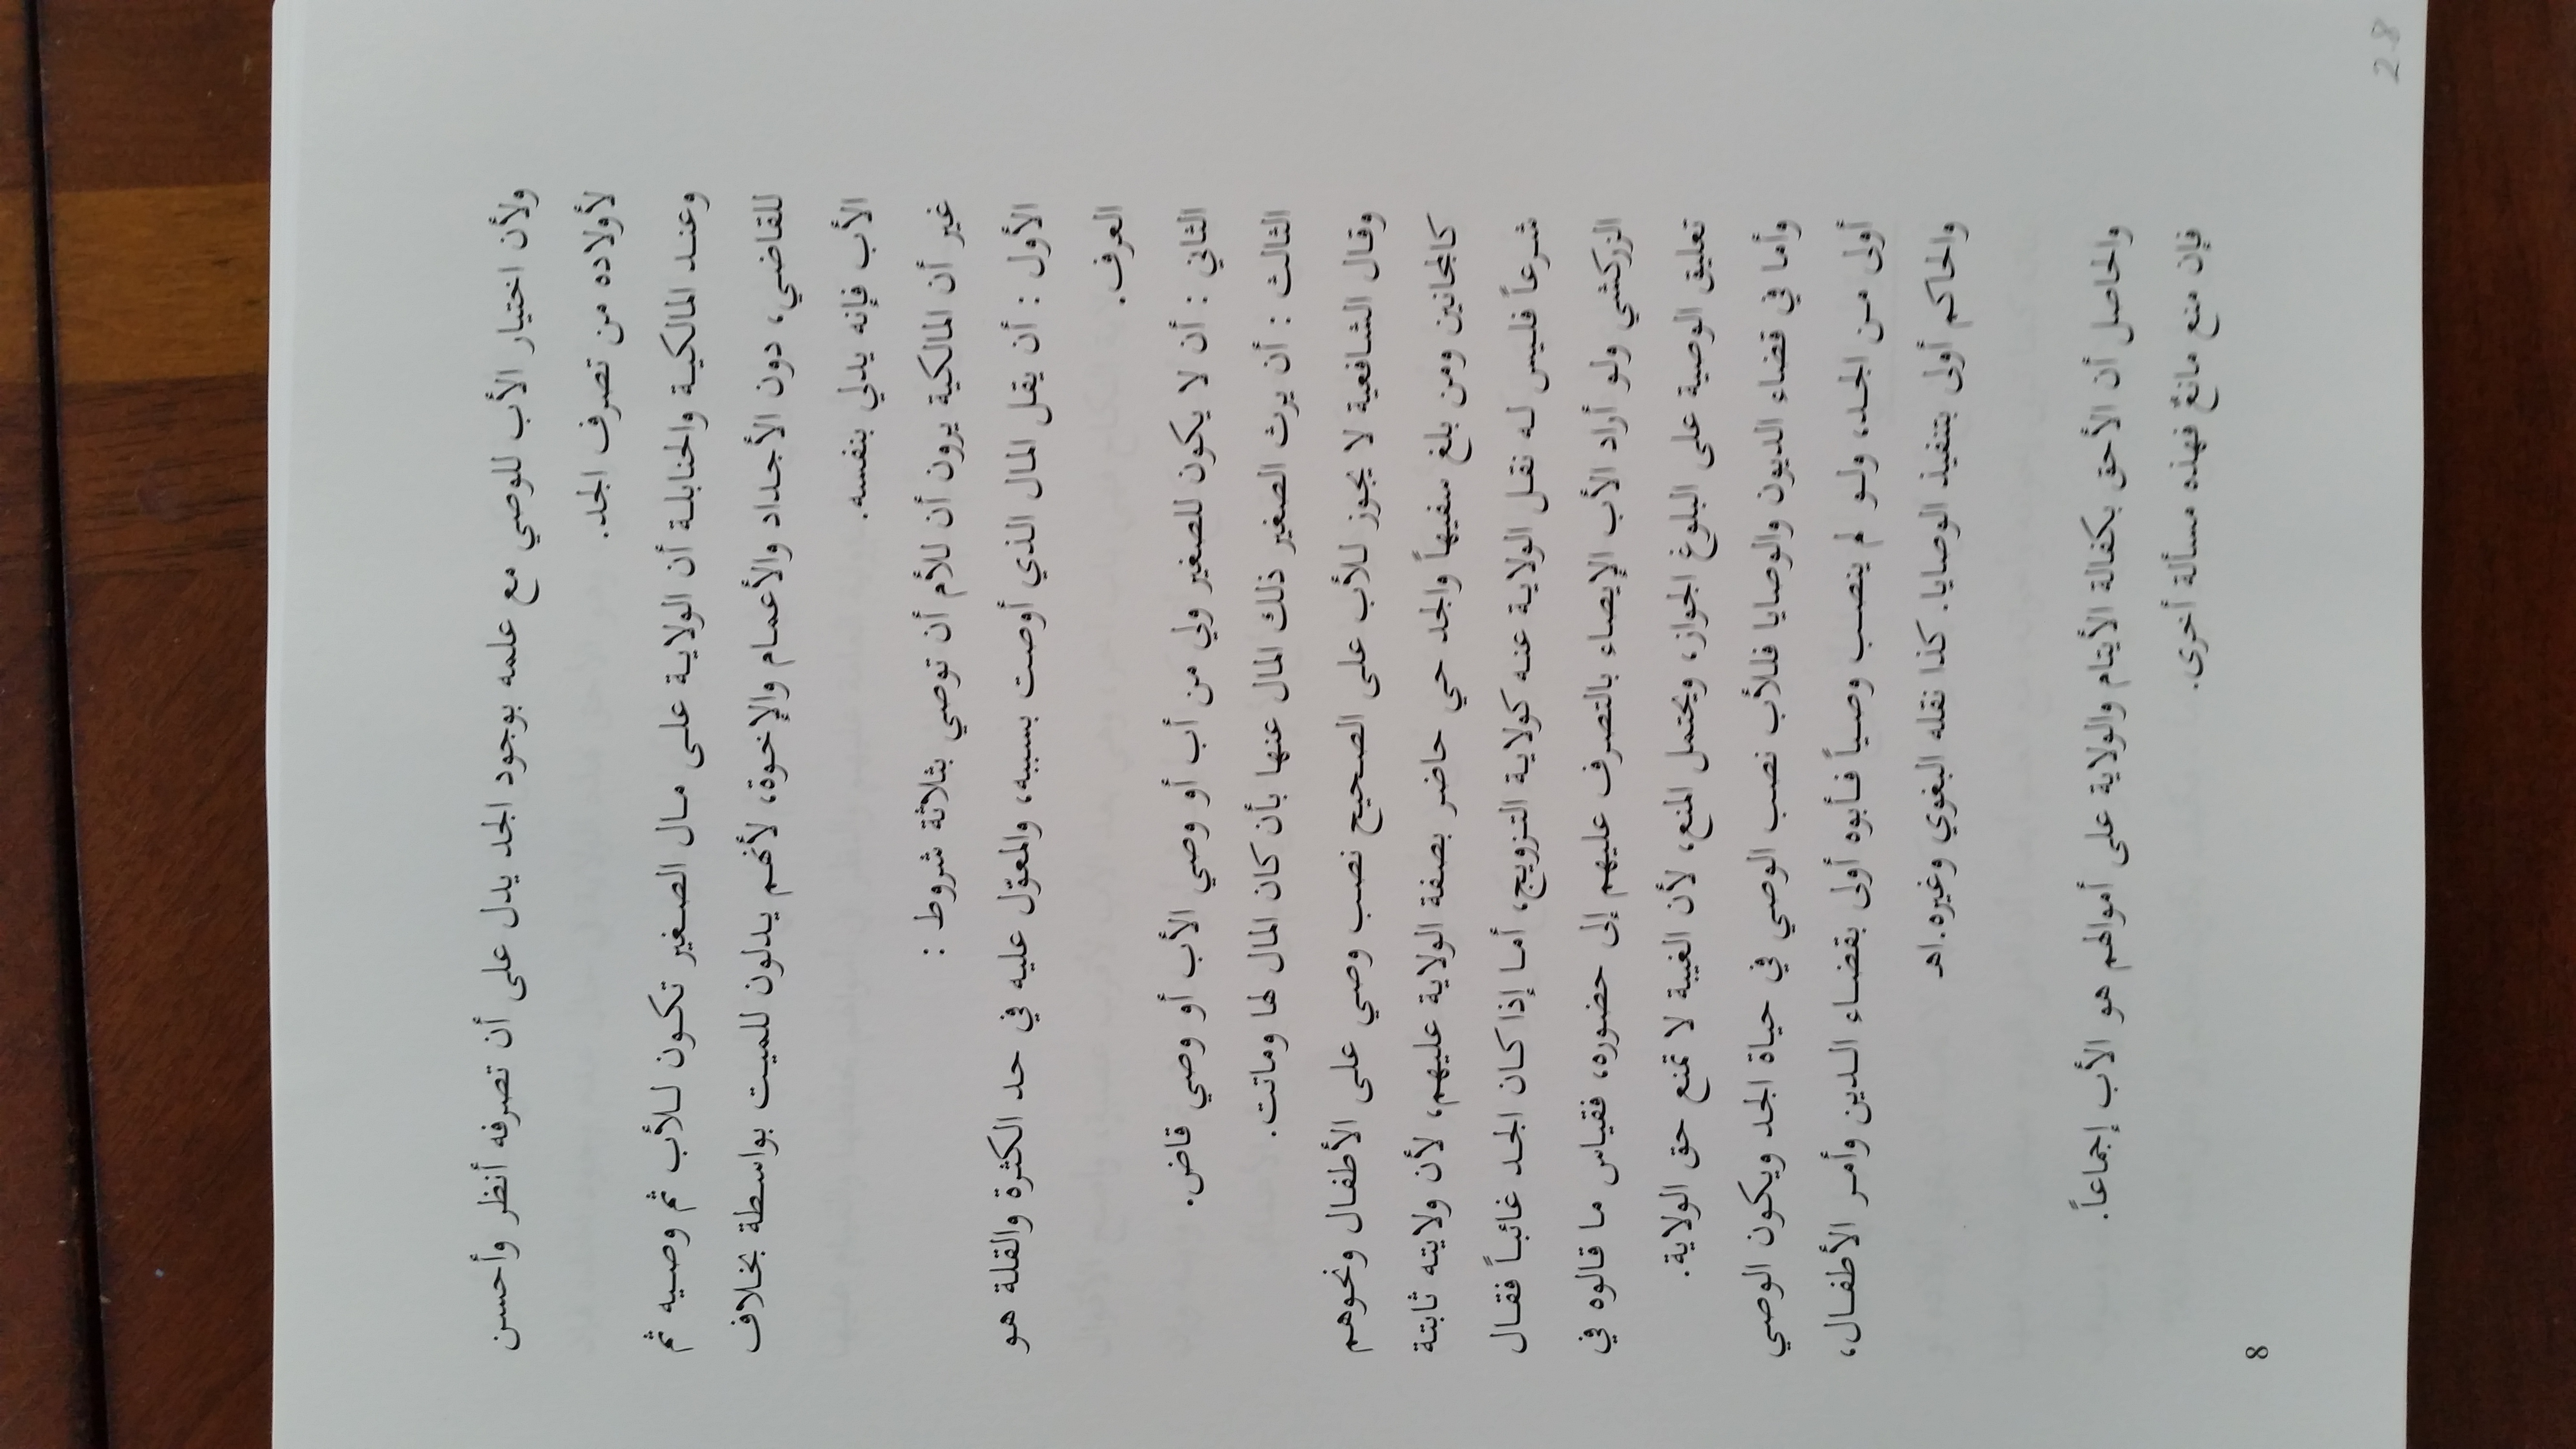 ولأن اختيار الأب للوصي مع علمه بوجود الجد يدل على أن تصرفه أنظر وأحسن
لأولاده من تصرف الجد.
وعند المالكية والحنابلة أن الولاية على مال الصغير تكون للأب ثم وصيه ثم
للقاضي، دون الأجداد والأعمام والإخوة، لأنهم يدلون للميت بواسطة بخلاف
الأب فإنه يدلي بنفسه.
غير أن المالكية يرون أن للأم أن توصي بثلاثة شروط :
الأول : أن يقل المال الذي أوصت بسببه، والمعوّل عليه في حد الكثرة والقلة هو
العرف.
الثاني : أن لا يكون للصغير ولي من أب أو وصي الأب أو وصي قاض.
الثالث : أن يرث الصغير ذلك المال عنها بأن كان المال لها وماتت.
وقال الشافعية لا يجوز للأب على الصحيح نصب وصي على الأطفال ونحوهم
كالمجانين ومن بلغ سفيهاً والجد حي حاضر بصفة الولاية عليهم، لأن ولايته ثابتة
شرعاً فليس له نقل الولاية عنه كولاية التزويج، أما إذا كان الجد غائباً فقال
الزركشي ولو أراد الأب الإيصاء بالتصرف عليهم إلى حضوره، فقياس ما قالوه في
تعليق الوصية على البلوغ الجواز، ويحتمل المنع، لأن الغيبة لا تمنع حق الولاية.
وأما في قضاء الديون والوصايا فللأب نصب الوصي في حياة الجد ويكون الوصي
أولى من الجد، ولو لم ينصب وصياً فأبوه أولى بقضاء الدين وأمر الأطفال،
والحاكم أولى بتنفيذ الوصايا. كذا نقله البغوي وغيره.اهـ
والحاصل أن الأحق بكفالة الأيتام والولاية على أموالهم هو الأب إجماعاً.
فإن منع مانعٌ فهذه مسألة أخرى.
8
28